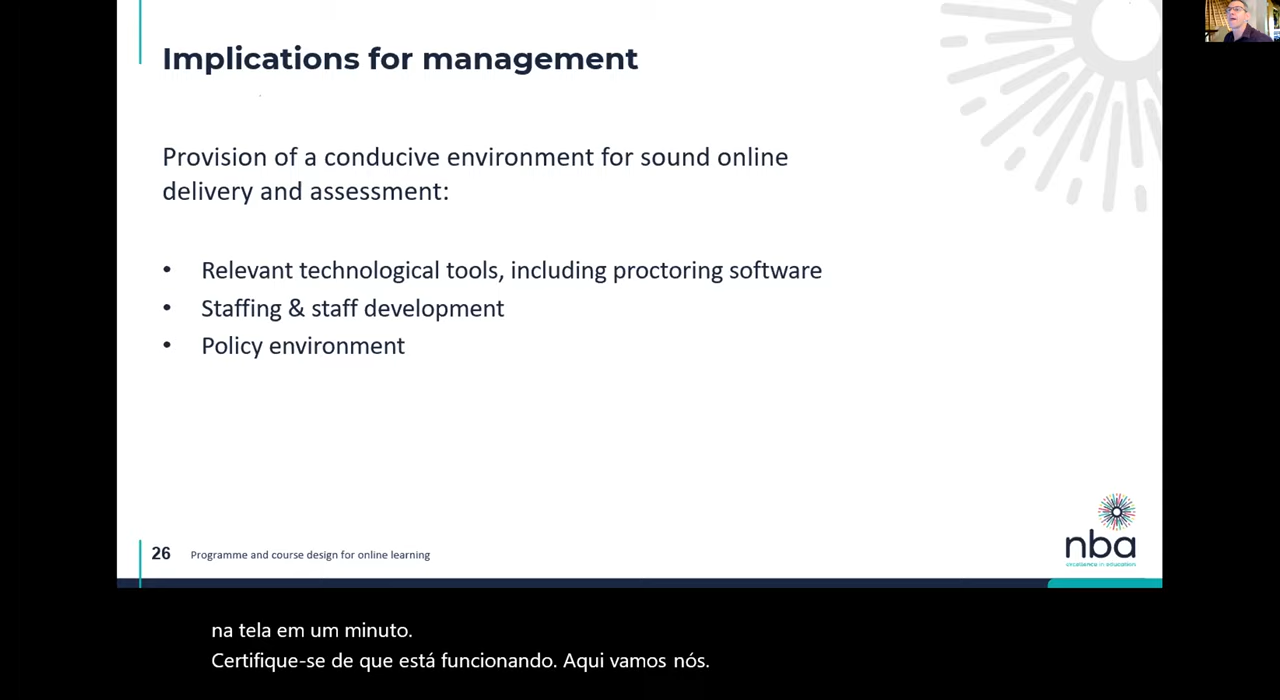 Implications for management
Provision of a conducive environment for sound online
delivery and assessment:
• Relevant technological tools, including proctoring software
• Staffing & staff development
• Policy environment
nba
excellence in education
26 Programme and course design for online learning
na tela em um minuto.
Certifique-se de que está funcionando. Aqui vamos nós.